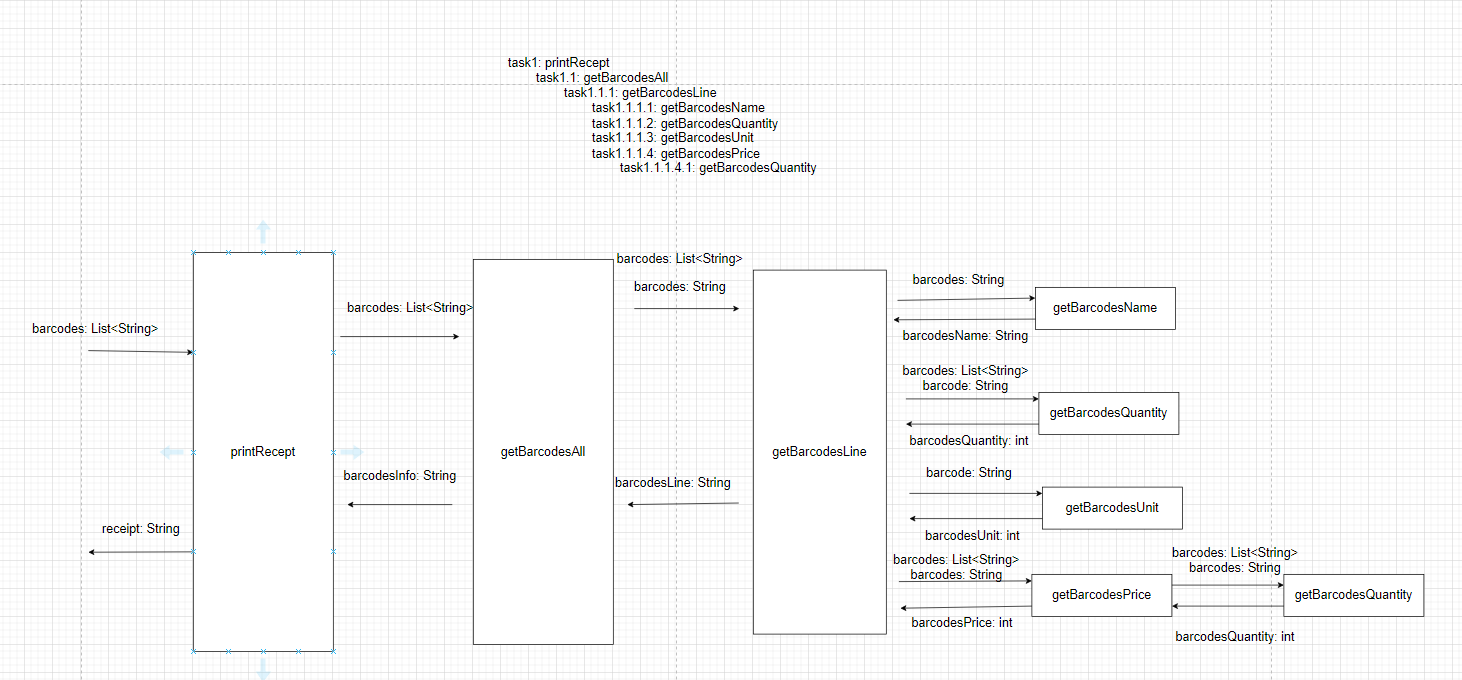 task1: printRecept
task1.1: getBarcodesAll
task1.1.1: getBarcodesLine
task1.1.1.1: getBarcodesName
task1.1.1.2: getBarcodesQuantity
task1.1.1.3: getBarcodesUnit
task1.1.1.4: getBarcodesPrice
task1.1.1.4.1: getBarcodesQuantity
barcodes: List<String>
receipt: String
printRecept
barcodes: List<String>
barcodesInfo: String
getBarcodesAll
barcodes: List<String>
barcodes: String
barcodesLine: String
getBarcodesLine
barcodes: String
barcodesName: String
getBarcodesName
barcodes: List<String>
barcode: String
barcodesQuantity: int
getBarcodesQuantity
barcode: String
barcodesUnit: int
getBarcodesUnit
barcodes: List<String>
barcodes: String
barcodesPrice: int
getBarcodesPrice
barcodes: List<String>
barcodes: String
barcodesQuantity: int
getBarcodesQuantity